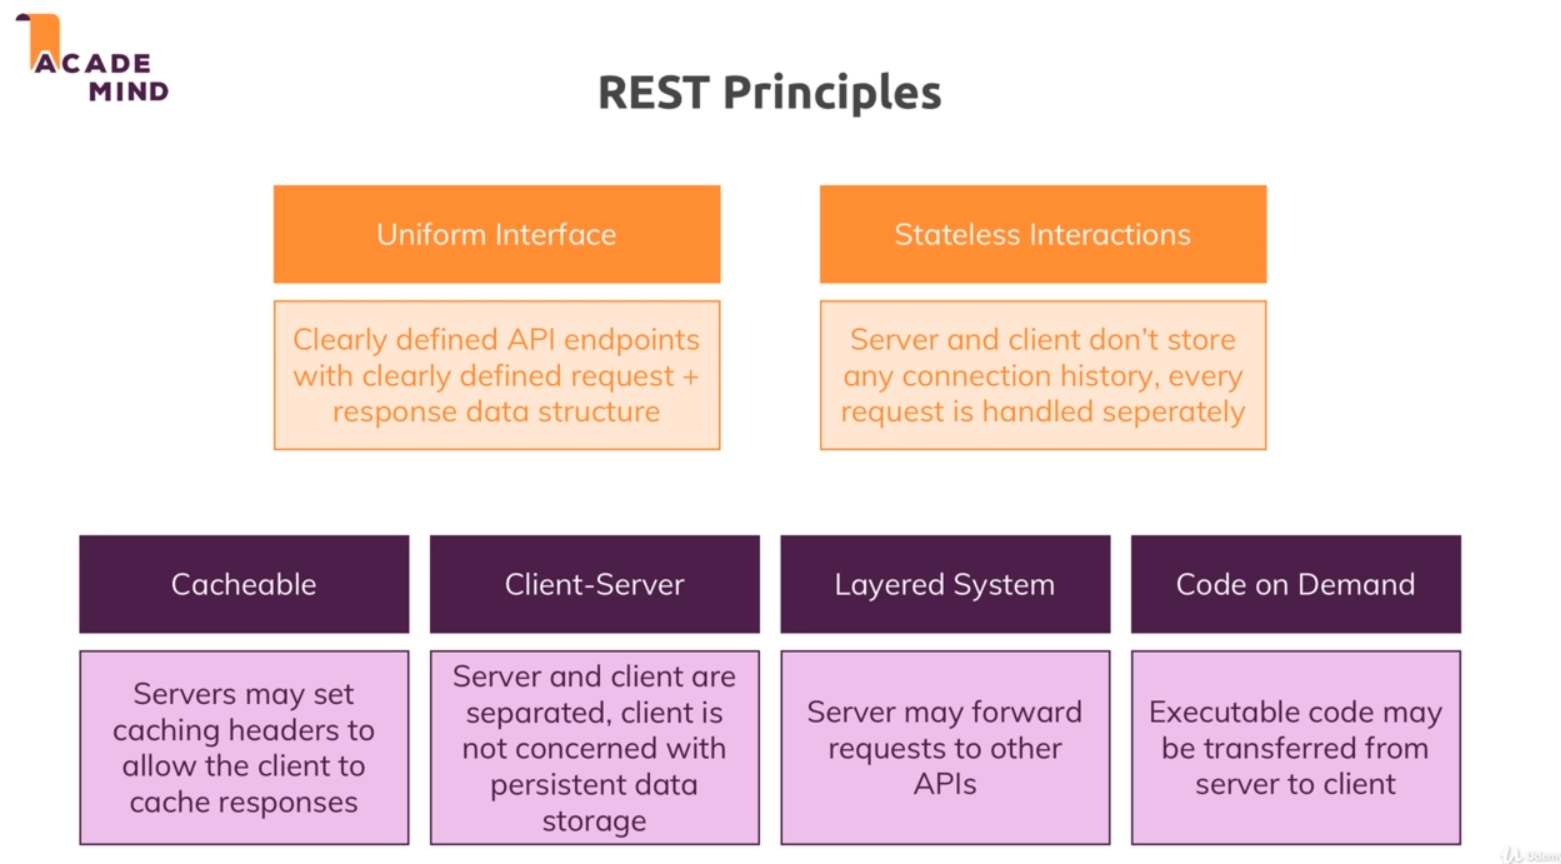 ACADE
MIND
REST Principles
Uniform Interface
Clearly defined API endpoints
with clearly defined request +
response data structure
Stateless Interactions
Server and client don't store
any connection history, every
request is handled seperately
Cacheable
Servers may set
caching headers to
allow the client to
cache responses
Client-Server
Server and client are
separated, client is
not concerned with
persistent data
storage
Layered System
Server may forward
requests to other
APIs
Code on Demand
Executable code may
be transferred from
server to client
Udemy